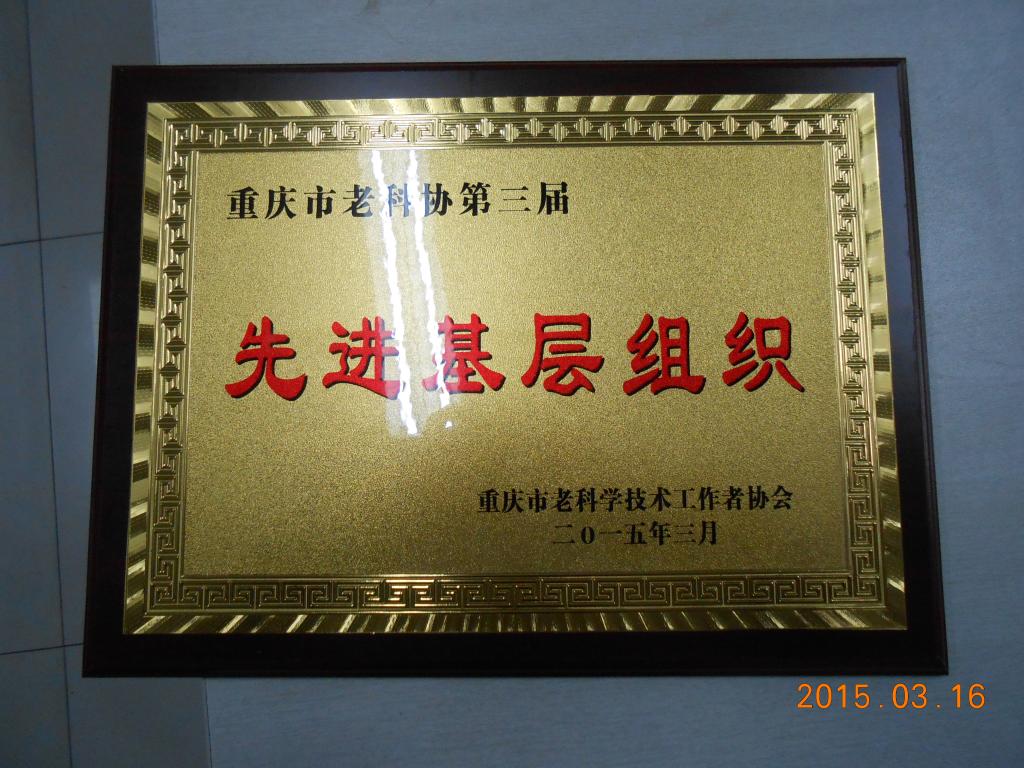 重庆市老科协第三届
先进基层组织
重庆市老科学技术工作者协会
二0一五年三月
2015.03.16